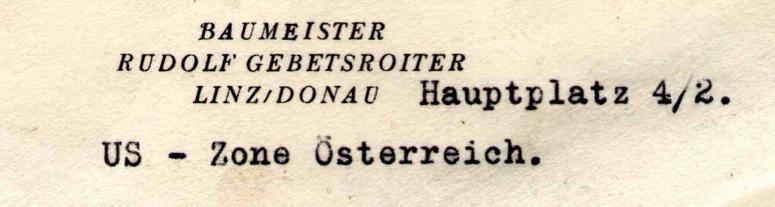 BAUMEISTER
RUDOLF GEBETSROITER
LINZ/DONAU Hauptplatz 4/2.
US - Zone Österreich.